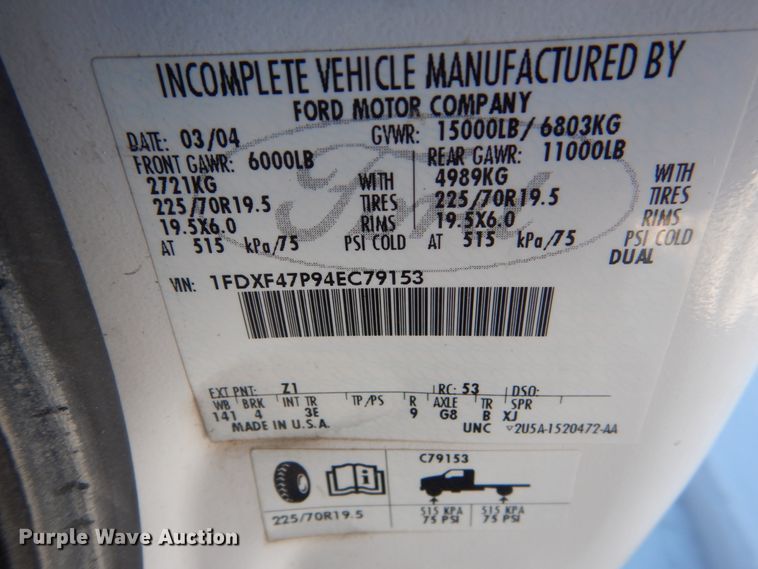 INCOMPLETE VEHICLE MANUFACTURED BY
FORD MOTOR COMPANY
DATE: 03/04 GVWR: 15000LB/ 6803KG
FRONT GAWR: 6000LB REAR GAWR: 11000LB
2721KG WITH 4989KG WITH
225/70R19.5 TIRES 225/70R19.5 TIRES
19.5X6.0 RIMS 19.5X6.0 RIMS
AT 515 kPa/75 PSI COLD AT 515 kPa/75 PSI COLD
DUAL
Ford
VIN: 1FDXF47P94EC79153
EXT PNT: Z1 RC: 53 DSO:
WB BRK INT TR TP/PS R AXLE TR SPR
141 4 3E 9 G8 B XJ
MADE IN U.S.A. UNC 2U5A-1520472-AA
C79153
225/70R19.5 515 KPA 515 KPA
75 PSI 75 PSI
Purple Wave Auction